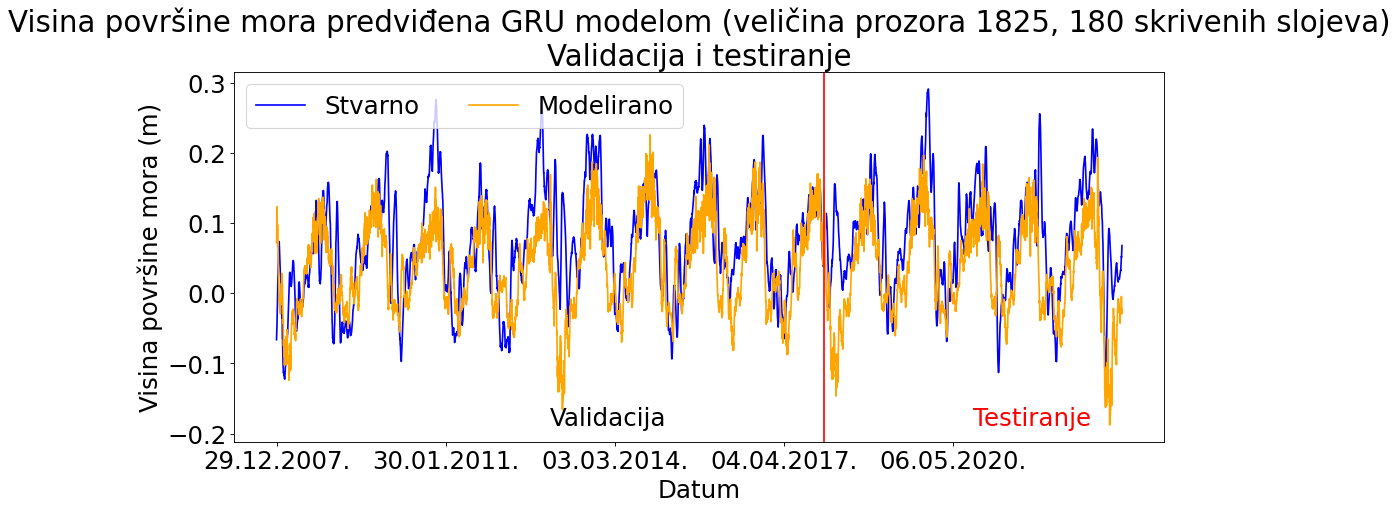 Visina površine mora predviđena GRU modelom (veličina prozora 1825, 180 skrivenih slojeva)
Validacija i testiranje
Stvarno
Modelirano
Visina površine mora (m)
0.3
0.2
0.1
0.0
−0.1
−0.2
Validacija
Testiranje
29.12.2007.
30.01.2011.
03.03.2014.
04.04.2017.
06.05.2020.
Datum